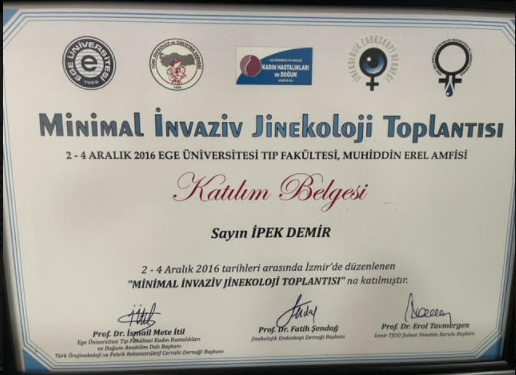 EGE ÜNİVERSİTESİ
1955
KADIN HASTALIKLARI
ve DOĞUM
JİNEKOLOJİK ENDOSKOPİ DERNEĞİ
MİNİMAL İNVAZİV JİNEKOLOJİ TOPLANTISI
2 - 4 ARALIK 2016 EGE ÜNİVERSİTESİ TIP FAKÜLTESİ, MUHİDDİN EREL AMFİSİ
Katılım Belgesi
Sayın İPEK DEMİR
2 - 4 Aralık 2016 tarihleri arasında İzmir'de düzenlenen
"MİNİMAL İNVAZİV JİNEKOLOJİ TOPLANTISI" na katılmıştır.
Prof. Dr. İsmail Mete İtil
Ege Üniversitesi Tıp Fakültesi Kadın Hastalıkları
ve Doğum Anabilim Dalı Başkanı
Türk Ürojinekoloji ve Pelvik Rekonstrüktif Cerrahi Derneği Başkanı
Prof. Dr. Fatih Şendağ
Jinekolojik Endoskopi Derneği Başkanı
Prof. Dr. Erol Tavmergen
İzmir TJOD Şubesi Yönetim Kurulu Başkanı